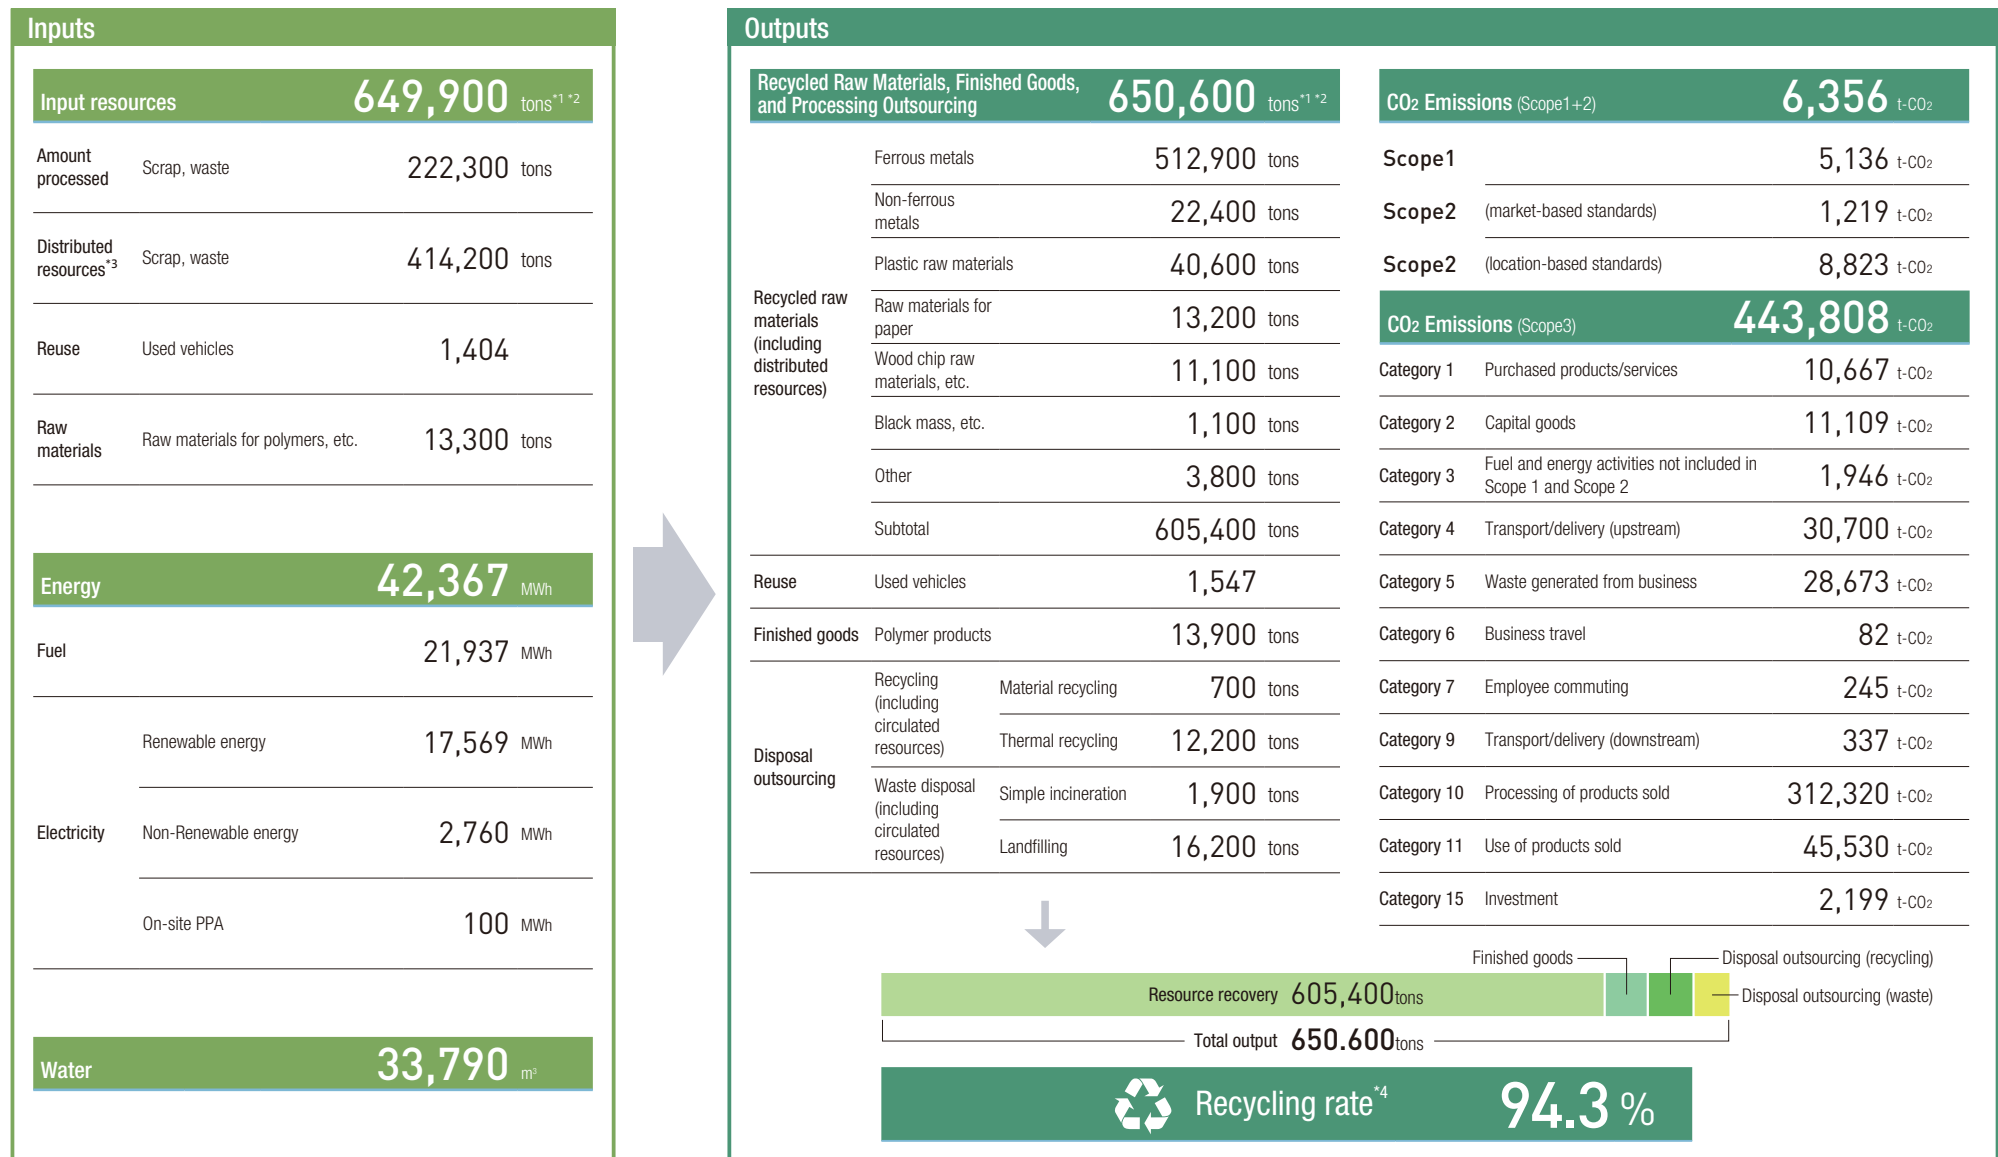 Inputs
Input resources 649,900 tons*1 *2
Amount
processed
Scrap, waste 222,300 tons
Distributed
resources*3
Scrap, waste 414,200 tons
Reuse Used vehicles 1,404
Raw
materials
Raw materials for polymers, etc. 13,300 tons
Energy 42,367 MWh
Fuel 21,937 MWh
Electricity
Renewable energy 17,569 MWh
Non-Renewable energy 2,760 MWh
On-site PPA 100 MWh
Water 33,790 m³
Outputs
Recycled Raw Materials, Finished Goods,
and Processing Outsourcing
650,600 tons*1 *2
Recycled raw
materials
(including
distributed
resources)
Ferrous metals 512,900 tons
Non-ferrous
metals
22,400 tons
Plastic raw materials 40,600 tons
Raw materials for
paper
13,200 tons
Wood chip raw
materials, etc.
11,100 tons
Black mass, etc. 1,100 tons
Other 3,800 tons
Subtotal 605,400 tons
Reuse Used vehicles 1,547
Finished goods Polymer products 13,900 tons
Disposal
outsourcing
Recycling
(including
circulated
resources)
Material recycling 700 tons
Thermal recycling 12,200 tons
Waste disposal
(including
circulated
resources)
Simple incineration 1,900 tons
Landfilling 16,200 tons
CO2 Emissions (Scope1+2) 6,356 t-CO2
Scope1 5,136 t-CO2
Scope2 (market-based standards) 1,219 t-CO2
Scope2 (location-based standards) 8,823 t-CO2
CO2 Emissions (Scope3) 443,808 t-CO2
Category 1 Purchased products/services 10,667 t-CO2
Category 2 Capital goods 11,109 t-CO2
Category 3
Fuel and energy activities not included in
Scope 1 and Scope 2
1,946 t-CO2
Category 4 Transport/delivery (upstream) 30,700 t-CO2
Category 5 Waste generated from business 28,673 t-CO2
Category 6 Business travel 82 t-CO2
Category 7 Employee commuting 245 t-CO2
Category 9 Transport/delivery (downstream) 337 t-CO2
Category 10 Processing of products sold 312,320 t-CO2
Category 11 Use of products sold 45,530 t-CO2
Category 15 Investment 2,199 t-CO2
Finished goods
Disposal outsourcing (recycling)
Resource recovery 605,400tons
Disposal outsourcing (waste)
Total output 650.600tons
Recycling rate*4 94.3 %